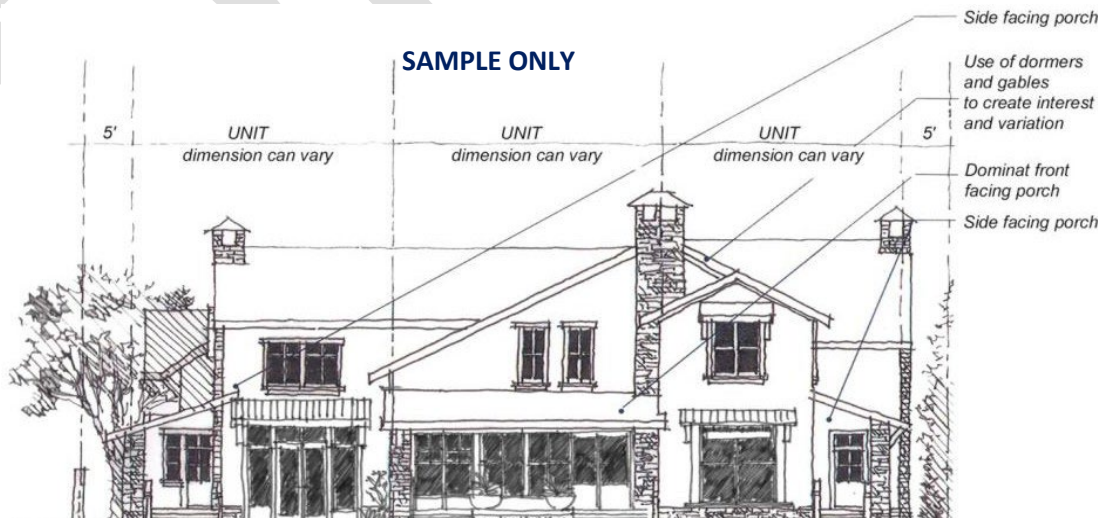 Side facing porch
SAMPLE ONLY
Use of dormers
and gables
to create interest
and variation
5'
UNIT
dimension can vary
UNIT
dimension can vary
UNIT
dimension can vary
5'
Dominat front
facing porch
Side facing porch